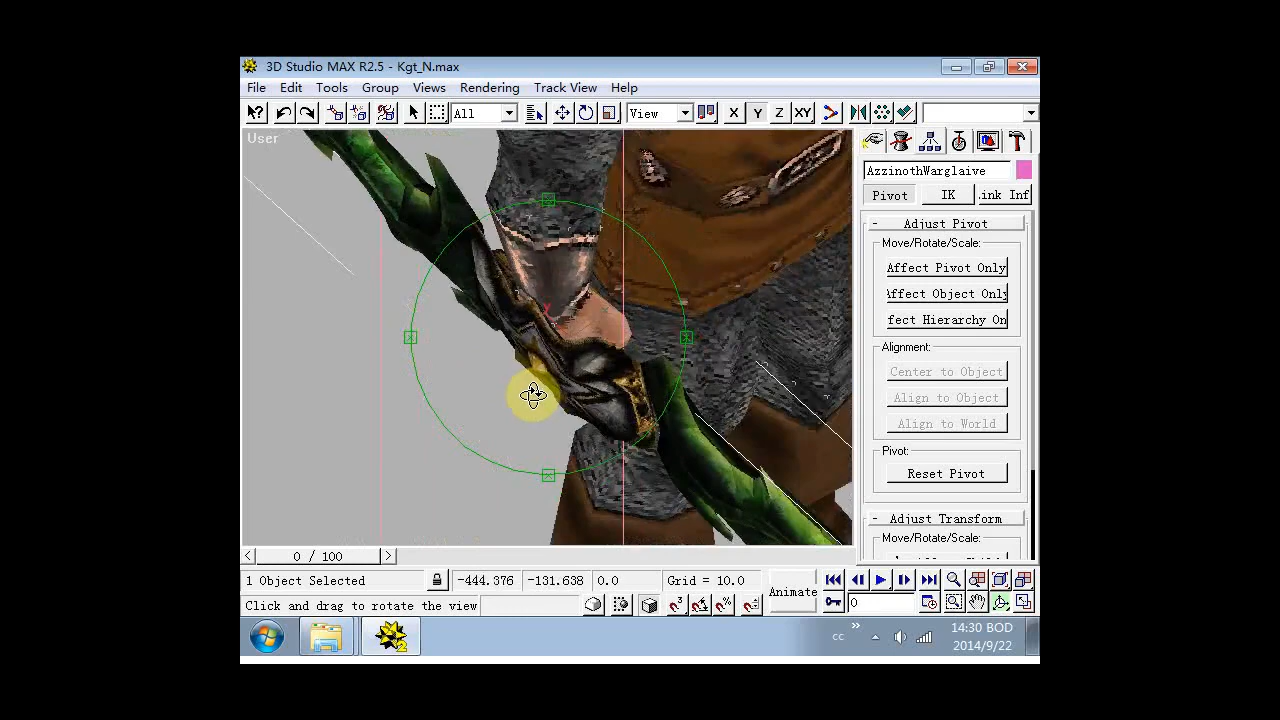 3D Studio MAX R2.5 - Kgt_N.max
File Edit Tools Group Views Rendering Track View Help
All View X Y Z XY
User
AzzinothWarglaive
Pivot IK .ink Inf
- Adjust Pivot
Move/Rotate/Scale:
Affect Pivot Only
Affect Object Only
fect Hierarchy On
Alignment:
Center to Object
Align to Object
Align to World
Pivot:
Reset Pivot
- Adjust Transform
Move/Rotate/Scale:
0 / 100
1 Object Selected -444.376 -131.638 0.0 Grid = 10.0 Animate
Click and drag to rotate the view 0
cc 14:30 BOD
2014/9/22